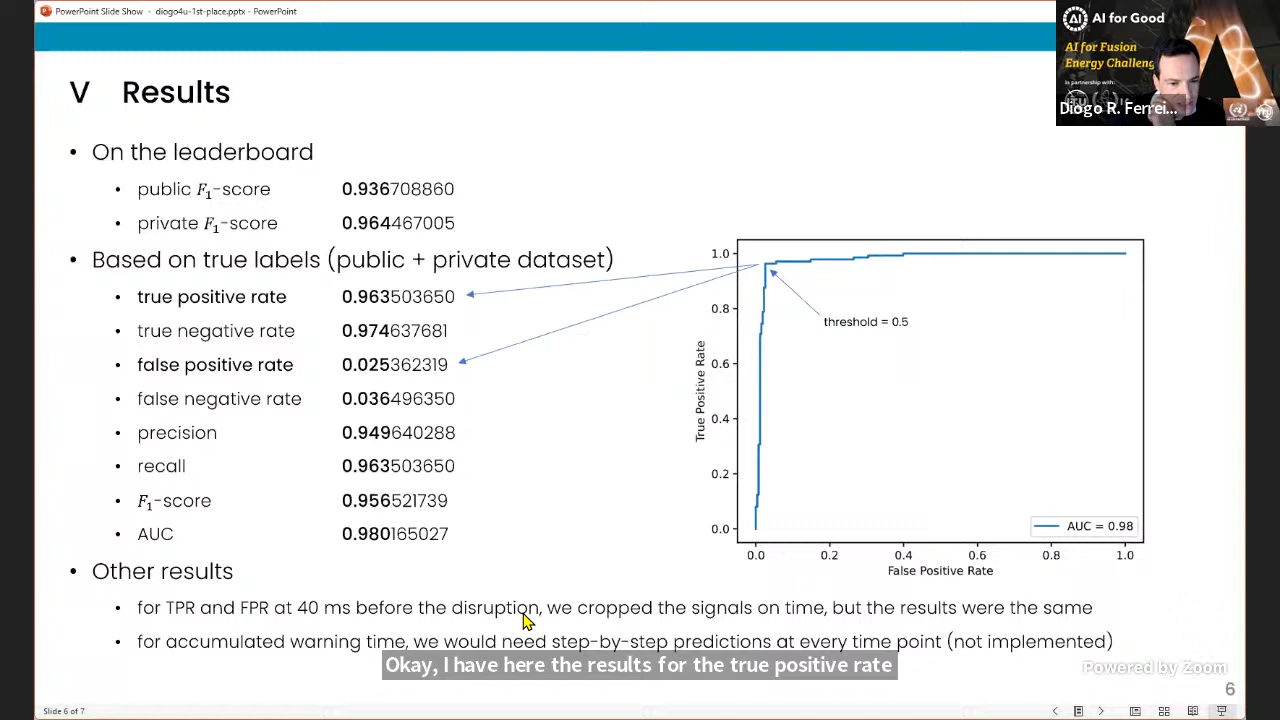 PowerPoint Slide Show - diogo4u-1st-place.pptx - PowerPoint
AI for Good
AI for Fusion
Energy Challeng
in partnership with:
Diogo R. Ferrei...
V Results
• On the leaderboard
• public F1-score 0.936708860
• private F1-score 0.964467005
• Based on true labels (public + private dataset)
• true positive rate 0.963503650
• true negative rate 0.974637681
• false positive rate 0.025362319
• false negative rate 0.036496350
• precision 0.949640288
• recall 0.963503650
• F1-score 0.956521739
• AUC 0.980165027
1.0
0.8
0.6
0.4
0.2
0.0
True Positive Rate
threshold = 0.5
AUC = 0.98
0.0 0.2 0.4 0.6 0.8 1.0
False Positive Rate
• Other results
• for TPR and FPR at 40 ms before the disruption, we cropped the signals on time, but the results were the same
• for accumulated warning time, we would need step-by-step predictions at every time point (not implemented)
Okay, I have here the results for the true positive rate
Powered by Zoom
6
Slide 6 of 7